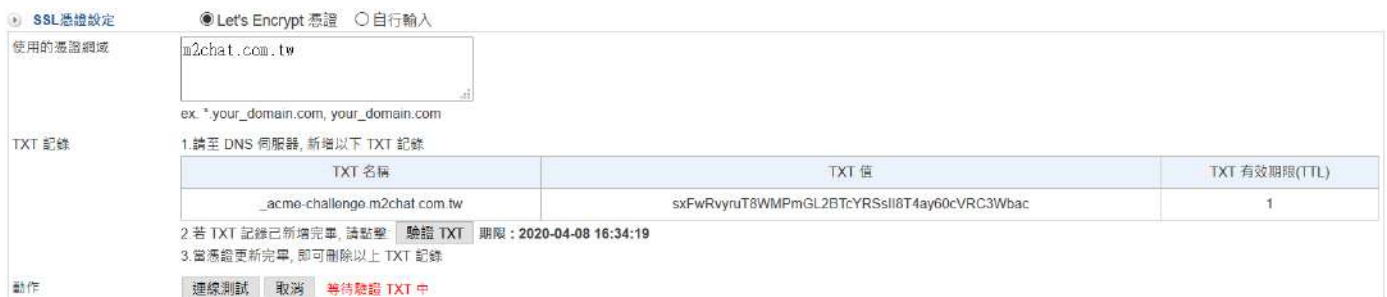 SSL憑證設定 Let's Encrypt 憑證 自行輸入
使用的憑證網域 m2chat.com.tw
ex. *.your_domain.com, your_domain.com
TXT 記錄 1.請至 DNS 伺服器, 新增以下 TXT 記錄
TXT 名稱 TXT 值 TXT 有效期限(TTL)
_acme-challenge.m2chat.com.tw sxFwRvyruT8WMPmGL2BTcYRSsII8T4ay60cVRC3Wbac 1
2.若 TXT 記錄已新增完畢, 請點擊: 驗證 TXT 期限：2020-04-08 16:34:19
3.當憑證更新完畢, 即可刪除以上 TXT 記錄
動作 連線測試 取消 等待驗證 TXT 中